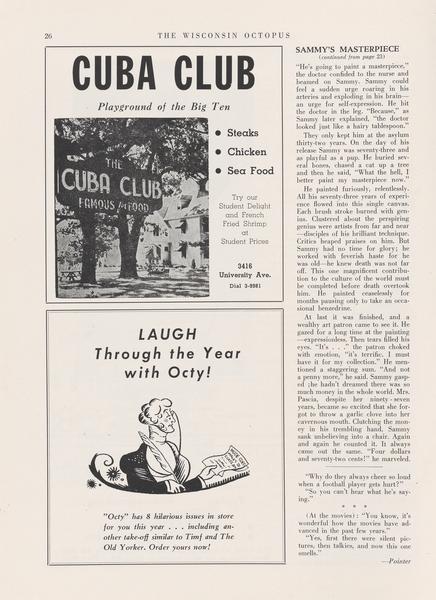 26
THE WISCONSIN OCTOPUS
CUBA CLUB
Playground of the Big Ten
THE
CUBA CLUB
FAMOUS for FOOD
● Steaks
● Chicken
● Sea Food
Try our
Student Delight
and French
Fried Shrimp
at
Student Prices
3416
University Ave.
Dial 3-9981
LAUGH
Through the Year
with Octy!
"Octy" has 8 hilarious issues in store
for you this year . . . including an-
other take-off similar to Timf and The
Old Yorker. Order yours now!
SAMMY'S MASTERPIECE
(continued from page 23)
"He's going to paint a masterpiece,"
the doctor confided to the nurse and
beamed on Sammy. Sammy could
feel a sudden urge roaring in his
arteries and exploding in his brain—
an urge for self-expression. He bit
the doctor in the leg. "Because," as
Sammy later explained, "the doctor
looked just like a hairy tablespoon."
They only kept him at the asylum
thirty-two years. On the day of his
release Sammy was seventy-three and
as playful as a pup. He buried sev-
eral bones, chased a cat up a tree
and then he said, "What the hell, I
better paint my masterpiece now."
He painted furiously, relentlessly.
All his seventy-three years of experi-
ence flowed into this single canvas.
Each brush stroke burned with gen-
ius. Clustered about the perspiring
genius were artists from far and near
—disciples of his brilliant technique.
Critics heaped praises on him. But
Sammy had no time for glory; he
worked with feverish haste for he
was old—he knew death was not far
off. This one magnificent contribu-
tion to the culture of the world must
be completed before death overtook
him. He painted ceaselessly for
months pausing only to take an occa-
sional benzedrine.
At last it was finished, and a
wealthy art patron came to see it. He
gazed for a long time at the painting
—expressionless. Then tears filled his
eyes. "It's . . ." the patron choked
with emotion, "it's terrific. I must
have it for my collection." He men-
tioned a staggering sum. "And not
a penny more," he said. Sammy gasp-
ed ;he hadn't dreamed there was so
much money in the whole world. Mrs.
Pascia, despite her ninety-seven
years, became so excited that she for-
got to throw a garlic clove into her
cavernous mouth. Clutching the mon-
ey in his trembling hand, Sammy
sank unbelieving into a chair. Again
and again he counted it. It always
came out the same. "Four dollars
and seventy-two cents!" he marveled.
"Why do they always cheer so loud
when a football player gets hurt?"
"So you can't hear what he's say-
ing."
* * *
(At the movies): "You know, it's
wonderful how the movies have ad-
vanced in the past few years."
"Yes, first there were silent pic-
tures, then talkies, and now this one
smells."
—Pointer